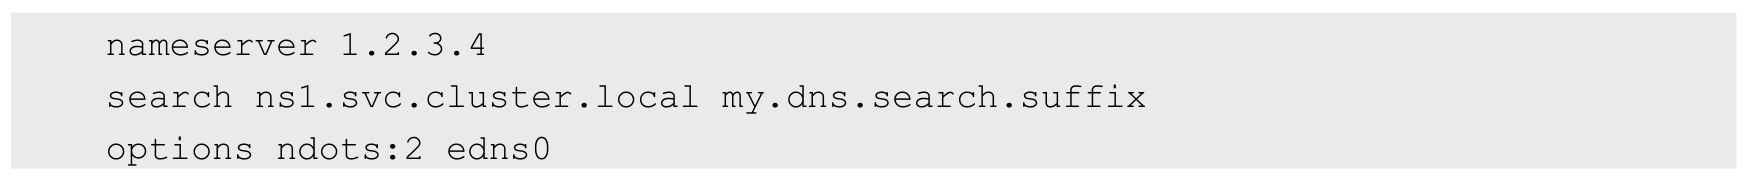 nameserver 1.2.3.4
search ns1.svc.cluster.local my.dns.search.suffix
options ndots:2 edns0